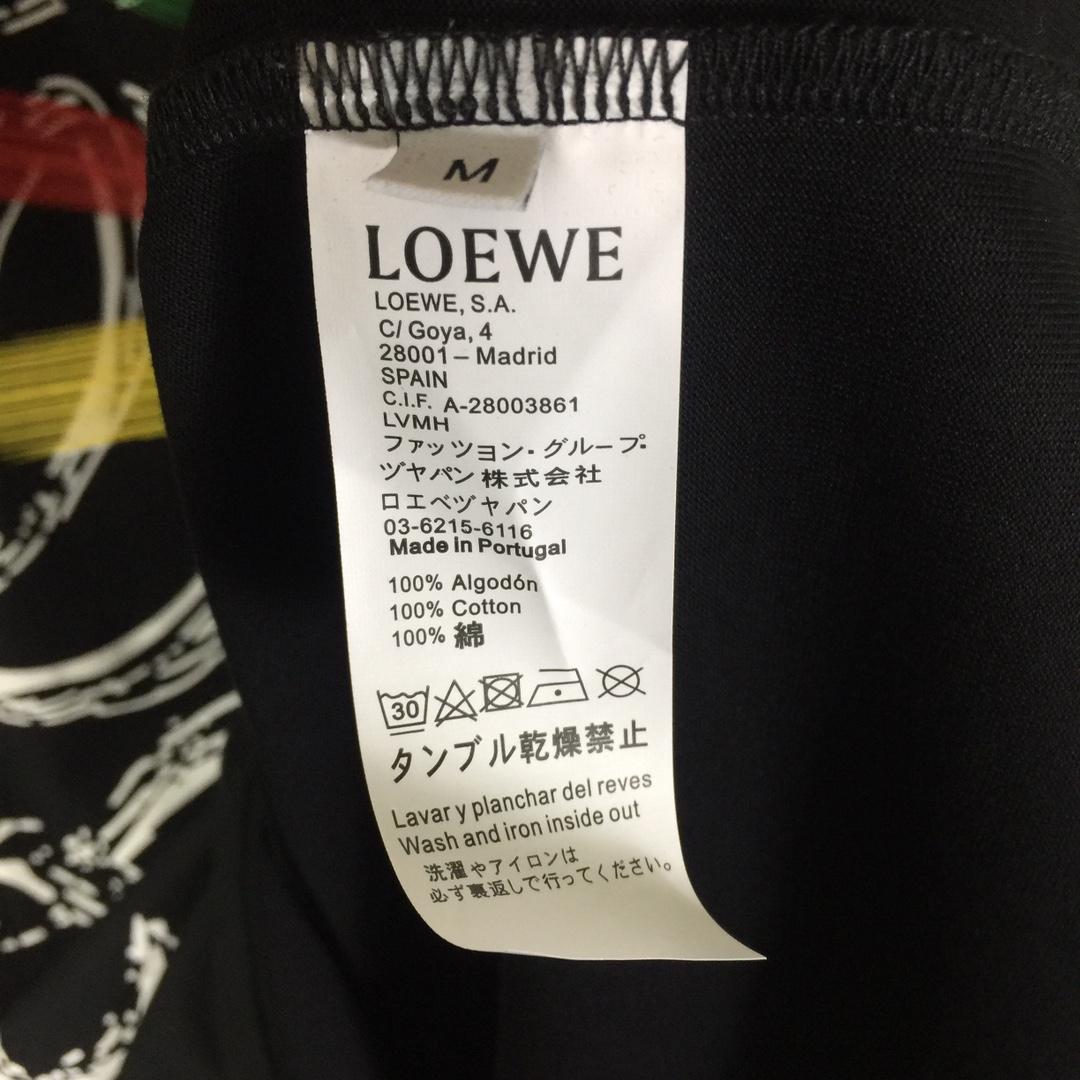 M
LOEWE
LOEWE, S.A.
C/ Goya, 4
28001 – Madrid
SPAIN
C.I.F. A-28003861
LVMH
ファッツョン・グループ
ヅヤパン 株式会社
ロエベヅャパン
03-6215-6116
Made in Portugal
100% Algodón
100% Cotton
100% 綿
30
タンブル乾燥禁止
Lavar y planchar del reves
Wash and iron inside out
洗濯やアイロンは
必ず裏返しで行ってください。